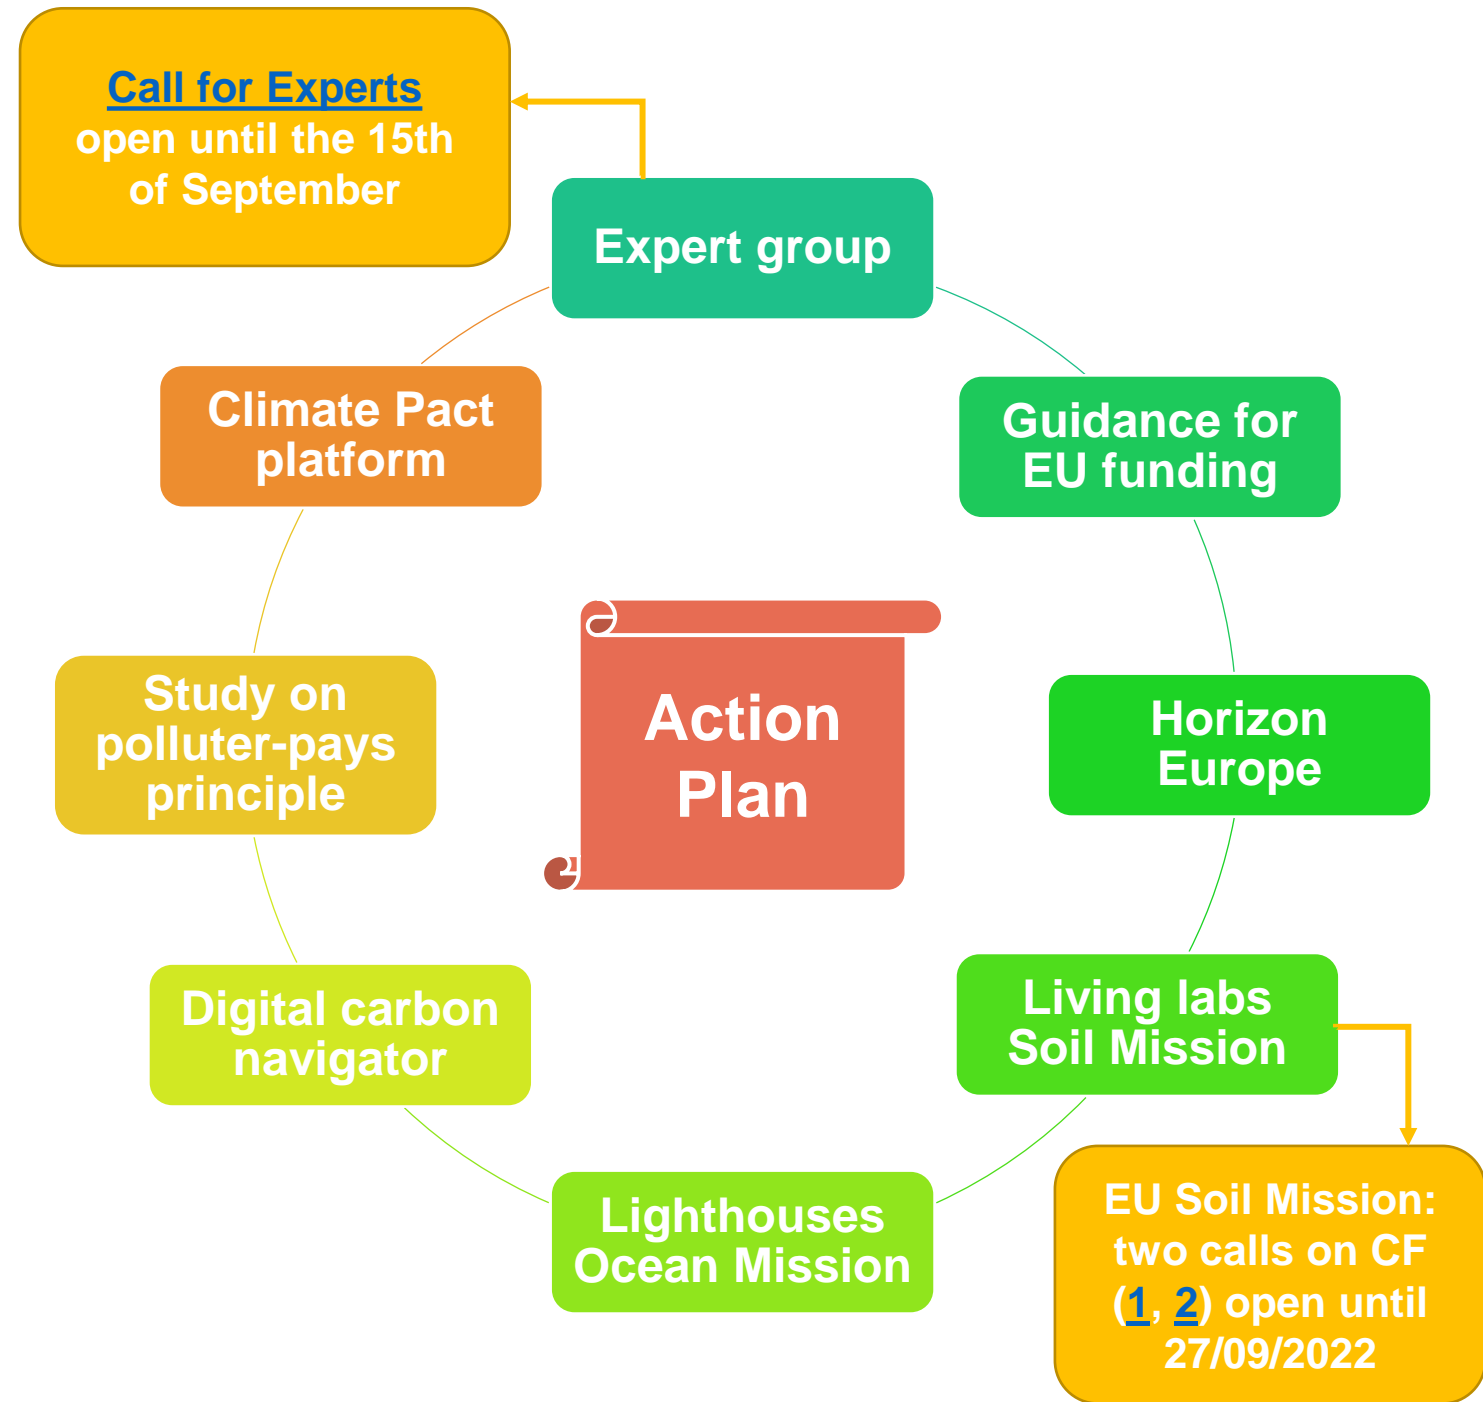 Call for Experts
open until the 15th
of September
Expert group
Climate Pact
platform
Guidance for
EU funding
Study on
polluter-pays
principle
Action
Plan
Horizon
Europe
Digital carbon
navigator
Living labs
Soil Mission
Lighthouses
Ocean Mission
EU Soil Mission:
two calls on CF
(1, 2) open until
27/09/2022